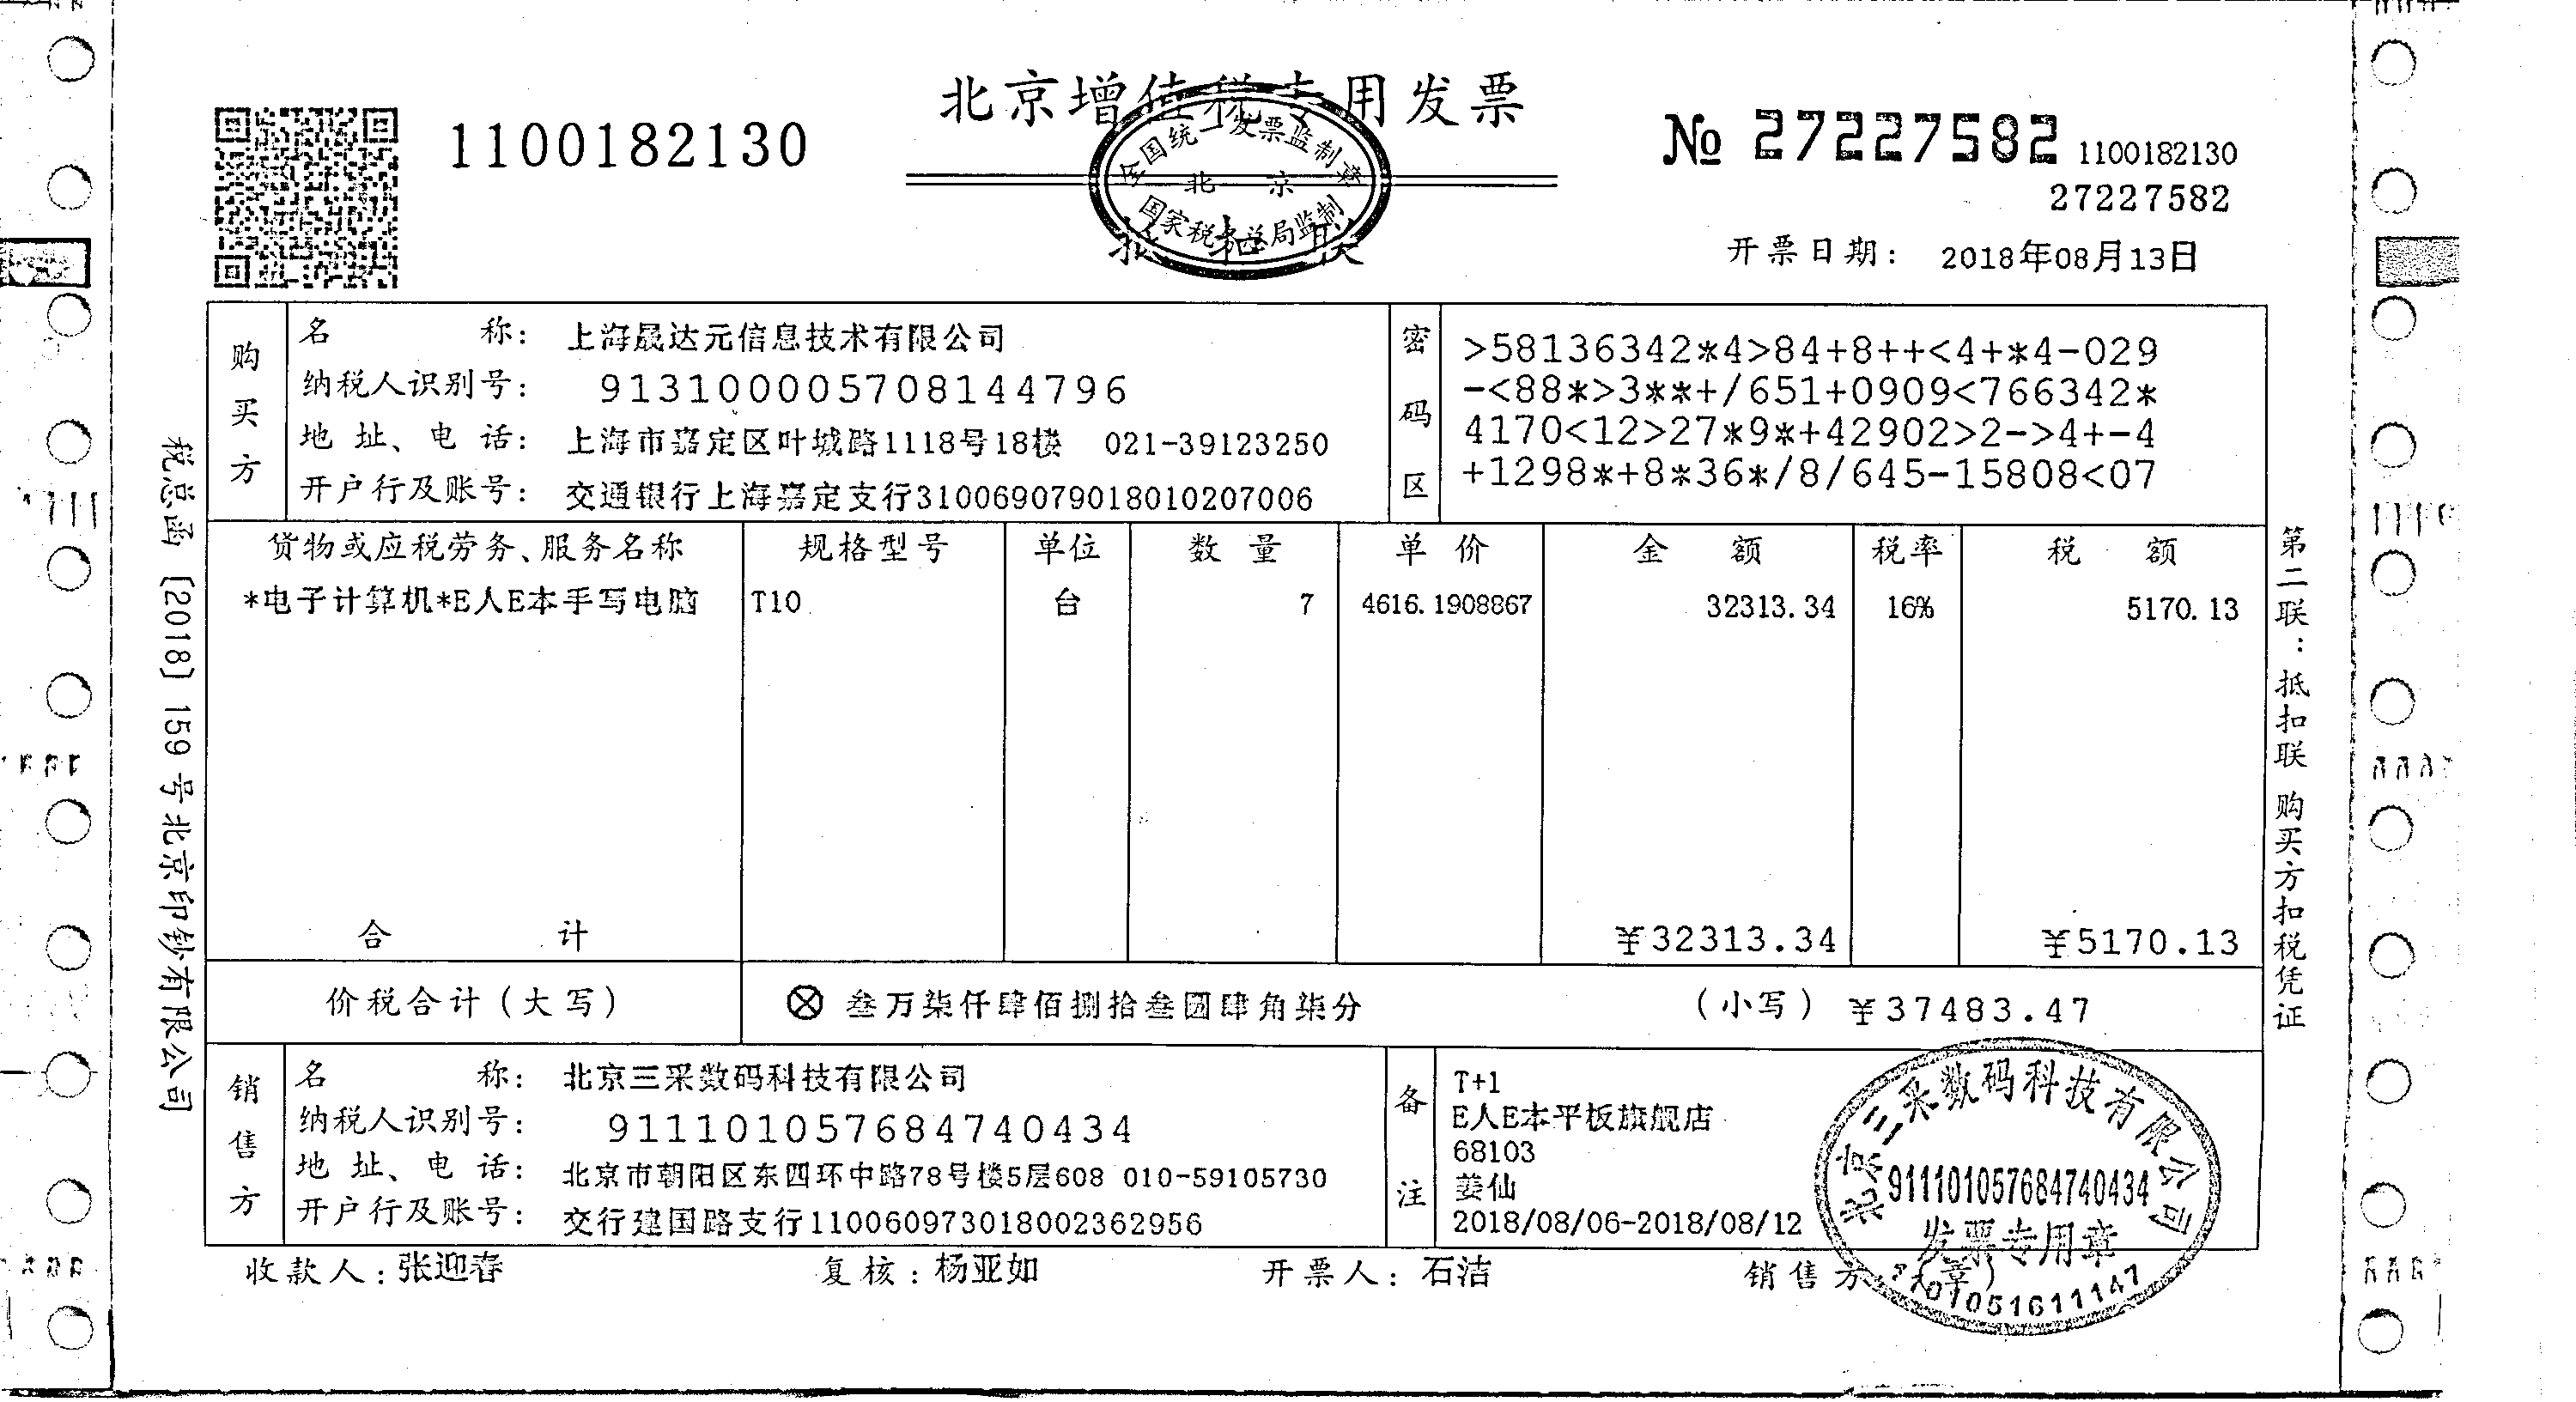 北京增值税专用发票
1100182130
№ 27227582 1100182130
27227582
全国统一发票监制章
北京
国家税务总局监制
抵扣联
开票日期： 2018年08月13日
购买方
名 称： 上海晟达元信息技术有限公司
纳税人识别号： 913100005708144796
地 址、电 话： 上海市嘉定区叶城路1118号18楼 021-39123250
开户行及账号： 交通银行上海嘉定支行310069079018010207006
密码区
>58136342*4>84+8++<4+*4-029
-<88*>3**+/651+0909<766342*
4170<12>27*9*+42902>2->4+-4
+1298*+8*36*/8/645-15808<07
货物或应税劳务、服务名称 规格型号 单位 数 量 单 价 金 额 税率 税 额
*电子计算机*E人E本手写电脑 T10 台 7 4616.1908867 32313.34 16% 5170.13
合 计 ￥32313.34 ￥5170.13
价税合计（大写） ⊗ 叁万柒仟肆佰捌拾叁圆肆角柒分 （小写）￥37483.47
销售方
名 称： 北京三采数码科技有限公司
纳税人识别号： 911101057684740434
地 址、电 话： 北京市朝阳区东四环中路78号楼5层608 010-59105730
开户行及账号： 交行建国路支行110060973018002362956
备注
T+1
E人E本平板旗舰店
68103
姜仙
2018/08/06-2018/08/12
北京三采数码科技有限公司
911101057684740434
发票专用章
收款人：张迎春 复核：杨亚如 开票人：石洁 销售方：（章）
税总函〔2018〕159号北京印钞有限公司
第二联：抵扣联 购买方扣税凭证